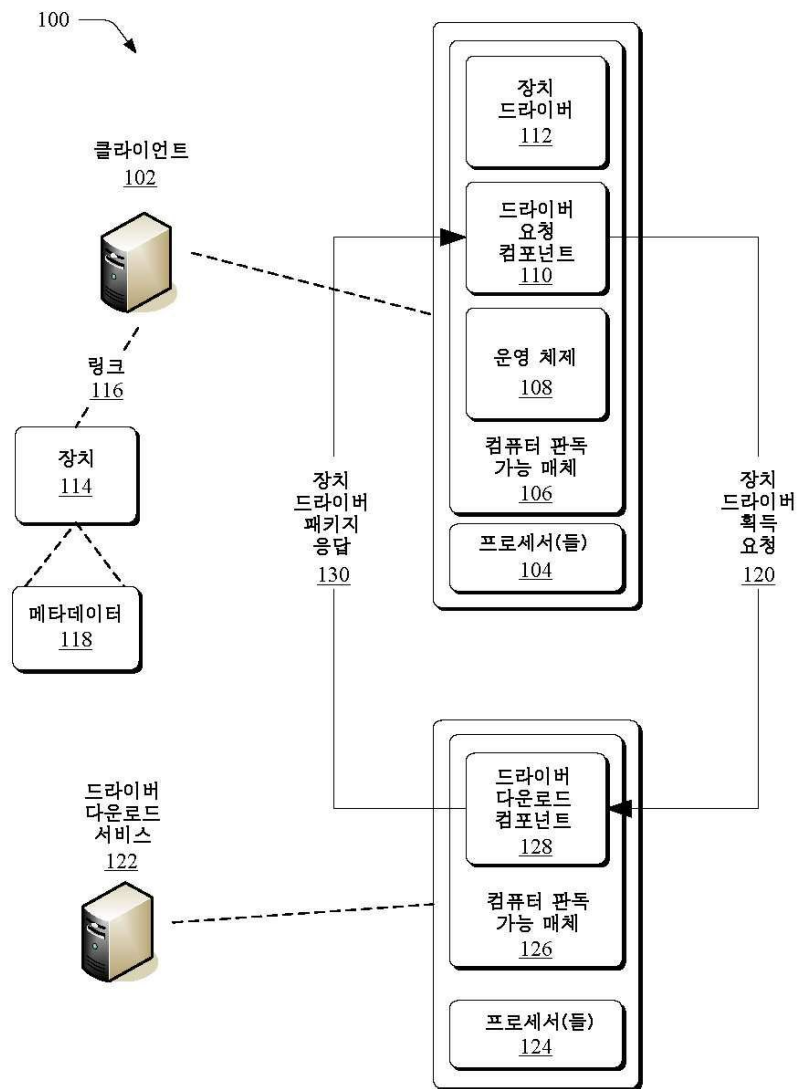 100
클라이언트
102
링크
116
장치
114
메타데이터
118
장치
드라이버
112
드라이버
요청
컴포넌트
110
운영 체제
108
컴퓨터 판독
가능 매체
106
프로세서(들)
104
장치
드라이버
패키지
응답
130
장치
드라이버
획득
요청
120
드라이버
다운로드
서비스
122
드라이버
다운로드
컴포넌트
128
컴퓨터 판독
가능 매체
126
프로세서(들)
124